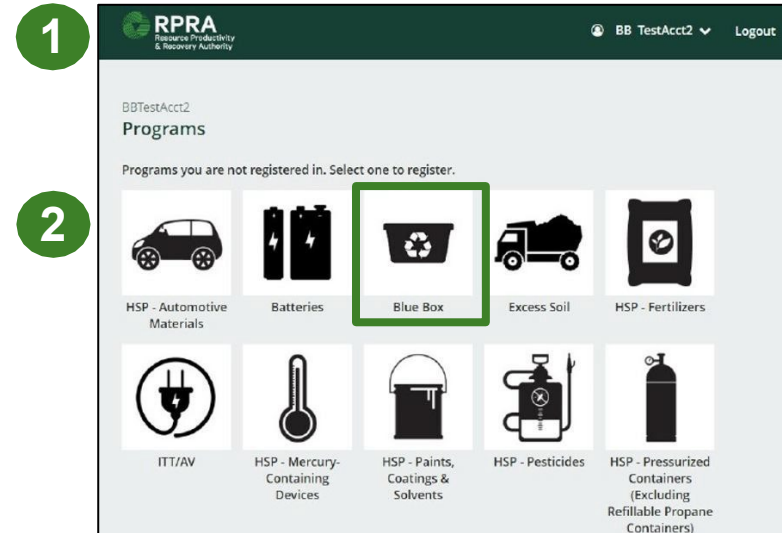 1
RPRA
Resource Productivity
& Recovery Authority
BB TestAcct2
Logout
BBTestAcct2
Programs
Programs you are not registered in. Select one to register.
2
HSP - Automotive
Materials
Batteries
Blue Box
Excess Soil
HSP - Fertilizers
ITT/AV
HSP - Mercury-
Containing
Devices
HSP - Paints,
Coatings &
Solvents
HSP - Pesticides
HSP - Pressurized
Containers
(Excluding
Refillable Propane
Containers)